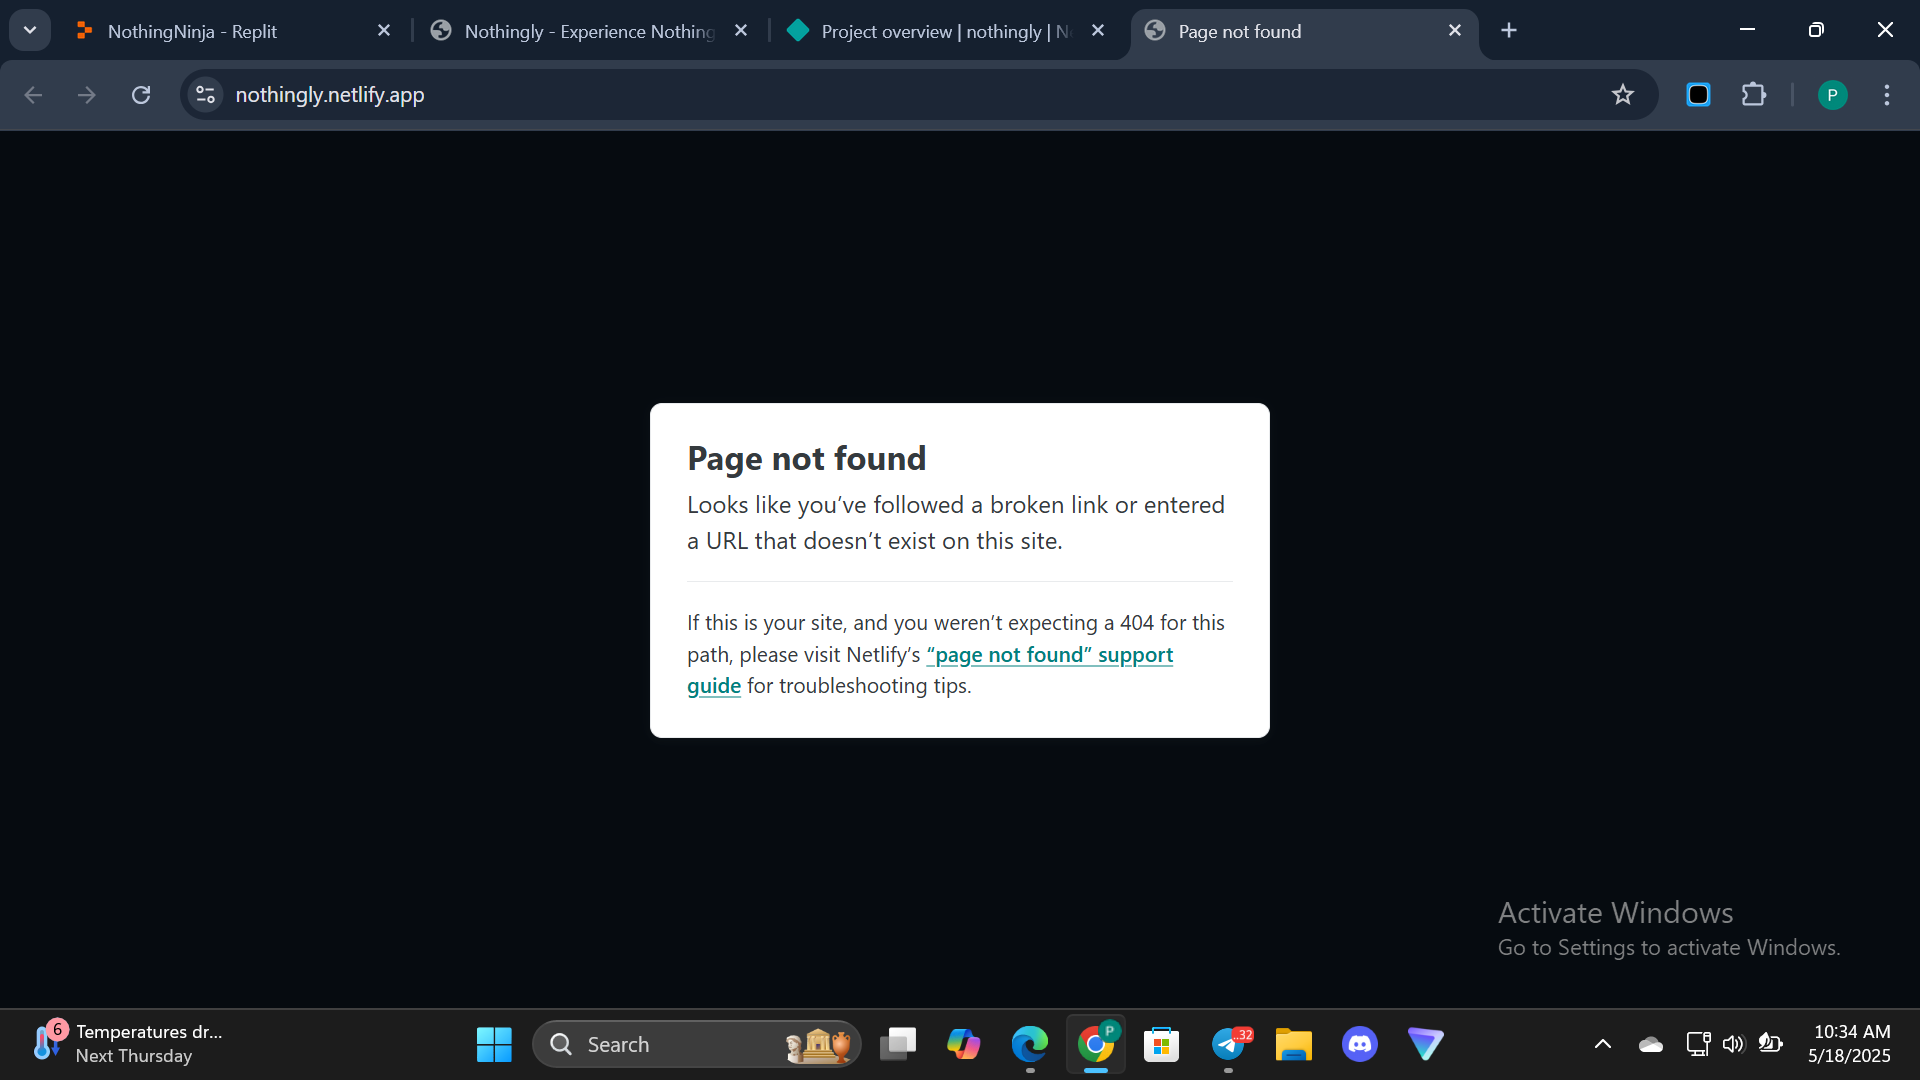 NothingNinja - Replit
Nothingly - Experience Nothing
Project overview | nothingly | N
Page not found
nothingly.netlify.app
P
Page not found
Looks like you’ve followed a broken link or entered
a URL that doesn’t exist on this site.
If this is your site, and you weren’t expecting a 404 for this
path, please visit Netlify’s “page not found” support
guide for troubleshooting tips.
Activate Windows
Go to Settings to activate Windows.
6
Temperatures dr...
Next Thursday
Search
P
..32
10:34 AM
5/18/2025